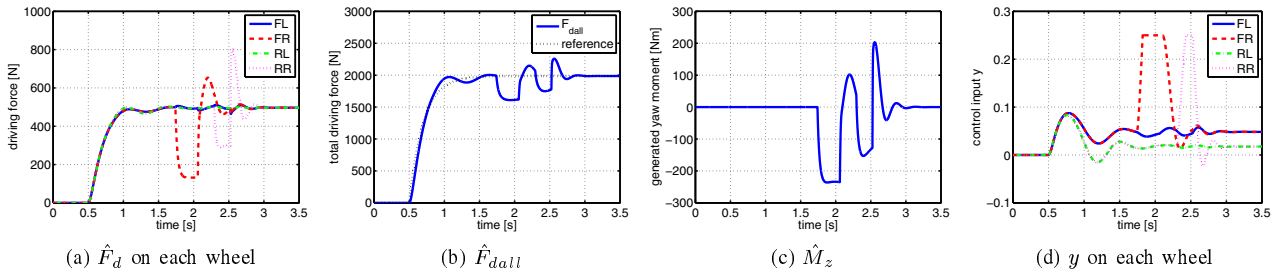 1000
800
600
400
200
0
driving force [N]
0 0.5 1 1.5 2 2.5 3 3.5
time [s]
FL
FR
RL
RR
(a) F̂_d on each wheel
3000
2500
2000
1500
1000
500
0
total driving force [N]
0 0.5 1 1.5 2 2.5 3 3.5
time [s]
F_dall
reference
(b) F̂_dall
300
200
100
0
−100
−200
−300
generated yaw moment [Nm]
0 0.5 1 1.5 2 2.5 3 3.5
time [s]
(c) M̂_z
0.3
0.2
0.1
0
−0.1
control input y
0 0.5 1 1.5 2 2.5 3 3.5
time [s]
FL
FR
RL
RR
(d) y on each wheel